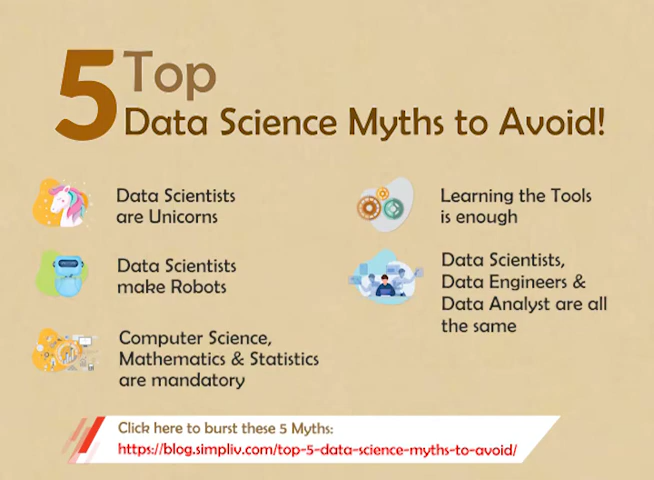 5 Top
Data Science Myths to Avoid!
Data Scientists
are Unicorns
Data Scientists
make Robots
Computer Science,
Mathematics & Statistics
are mandatory
Learning the Tools
is enough
Data Scientists,
Data Engineers &
Data Analyst are all
the same
Click here to burst these 5 Myths:
https://blog.simpliv.com/top-5-data-science-myths-to-avoid/